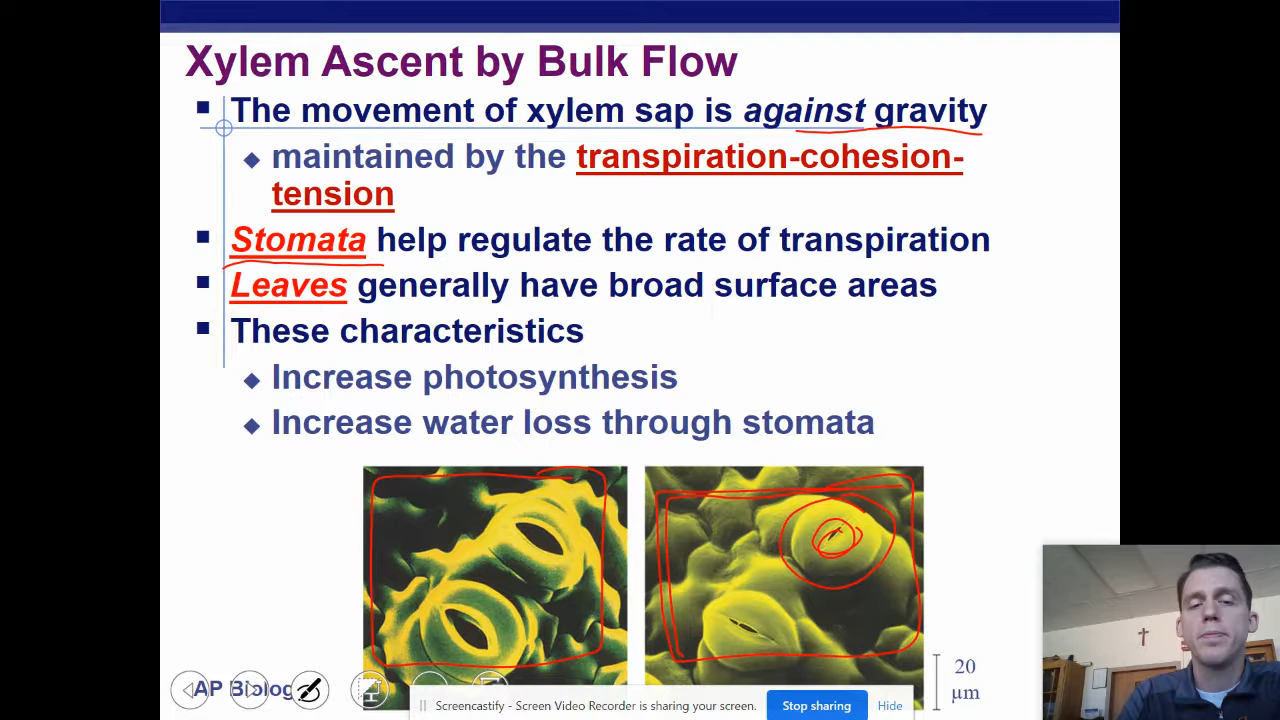 Xylem Ascent by Bulk Flow
The movement of xylem sap is against gravity
maintained by the transpiration-cohesion-
tension
Stomata help regulate the rate of transpiration
Leaves generally have broad surface areas
These characteristics
Increase photosynthesis
Increase water loss through stomata
20
µm
AP Biolog
Screencastify - Screen Video Recorder is sharing your screen.
Stop sharing
Hide